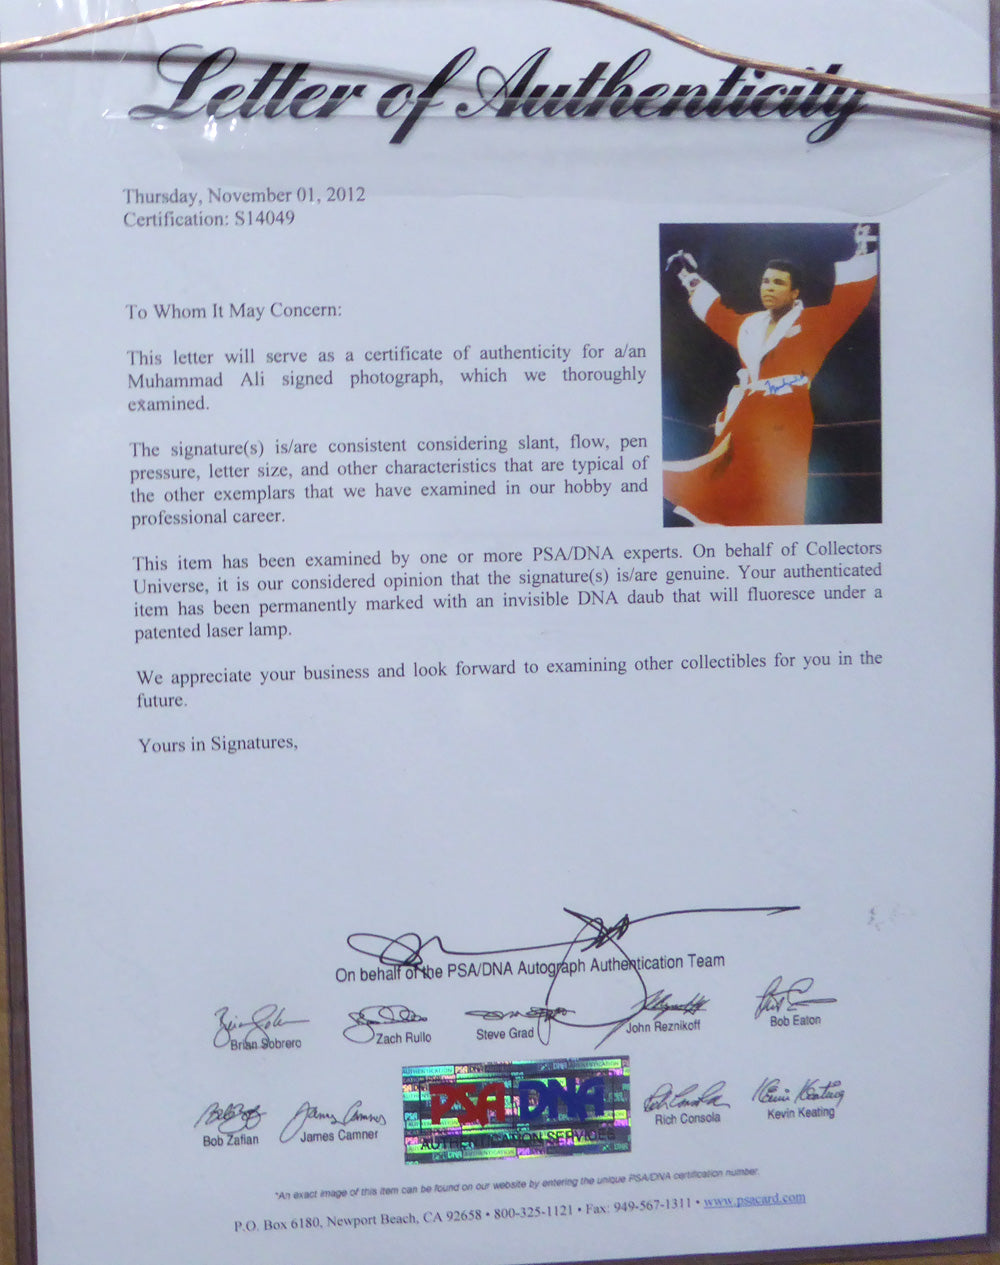 Letter of Authenticity
Thursday, November 01, 2012
Certification: S14049
To Whom It May Concern:
This letter will serve as a certificate of authenticity for a/an
Muhammad Ali signed photograph, which we thoroughly
examined.
The signature(s) is/are consistent considering slant, flow, pen
pressure, letter size, and other characteristics that are typical of
the other exemplars that we have examined in our hobby and
professional career.
This item has been examined by one or more PSA/DNA experts. On behalf of Collectors
Universe, it is our considered opinion that the signature(s) is/are genuine. Your authenticated
item has been permanently marked with an invisible DNA daub that will fluoresce under a
patented laser lamp.
We appreciate your business and look forward to examining other collectibles for you in the
future.
Yours in Signatures,
On behalf of the PSA/DNA Autograph Authentication Team
Brian Sobrero Zach Rullo Steve Grad John Reznikoff Bob Eaton
Bob Zafian James Camner Rich Consola Kevin Keating
PSA DNA
AUTHENTICATION SERVICES
*An exact image of this item can be found on our website by entering the unique PSA/DNA certification number.
P.O. Box 6180, Newport Beach, CA 92658 • 800-325-1121 • Fax: 949-567-1311 • www.psacard.com